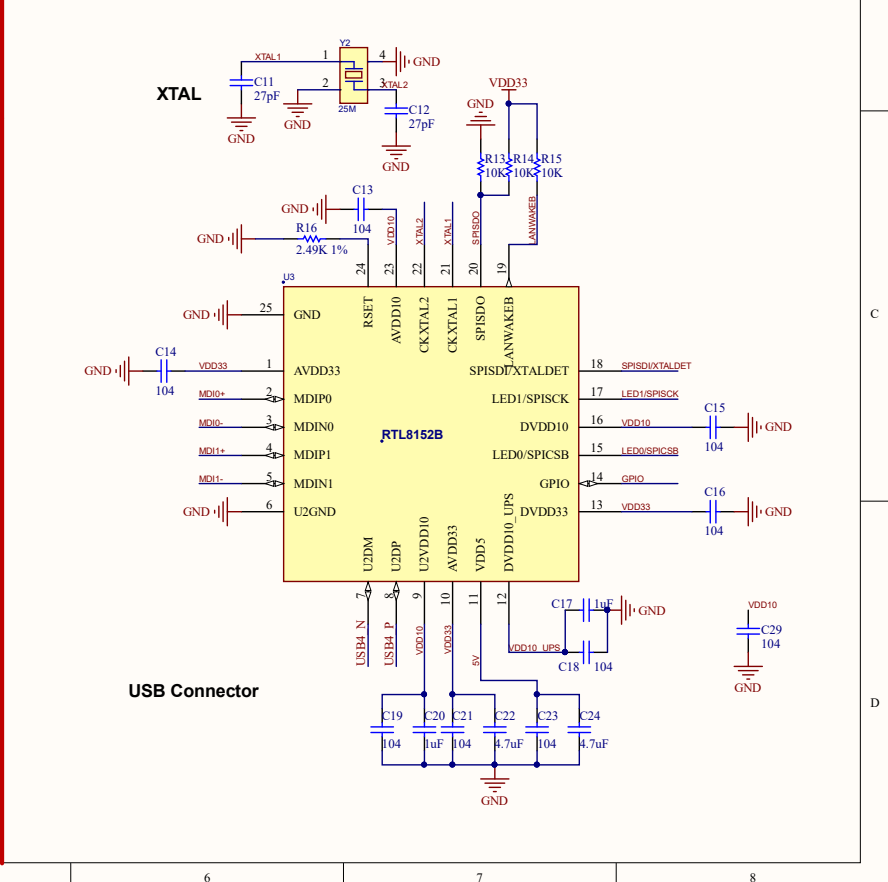 Y2
XTAL1 1 4 GND
XTAL
C11
27pF
2 3 XTAL2
GND
25M
C12
27pF
GND
GND
VDD33
GND
R13 R14 R15
10K 10K 10K
C13
GND
104
R16
GND
2.49K 1%
VDD10
XTAL2
XTAL1
SPISDO
LANWAKEB
24 23 22 21 20 19
U3
RSET
AVDD10
CKXTAL2
CKXTAL1
SPISDO
LANWAKEB
GND 25 GND
C14
GND VDD33 1 AVDD33
104
MDI0+ 2 MDIP0
MDI0- 3 MDIN0
MDI1+ 4 MDIP1
MDI1- 5 MDIN1
GND 6 U2GND
RTL8152B
SPISDI/XTALDET 18 SPISDI/XTALDET
LED1/SPISCK 17 LED1/SPISCK
C15
DVDD10 16 VDD10 GND
104
LED0/SPICSB 15 LED0/SPICSB
GPIO 14 GPIO
C16
DVDD33 13 VDD33 GND
104
U2DM
U2DP
U2VDD10
AVDD33
VDD5
DVDD10_UPS
7 8 9 10 11 12
USB4_N
USB4_P
VDD10
VDD33
5V
C17 1uF GND
VDD10_UPS
C18 104
VDD10
C29
104
GND
USB Connector
C19 C20 C21 C22 C23 C24
104 1uF 104 4.7uF 104 4.7uF
GND
C
D
6 7 8